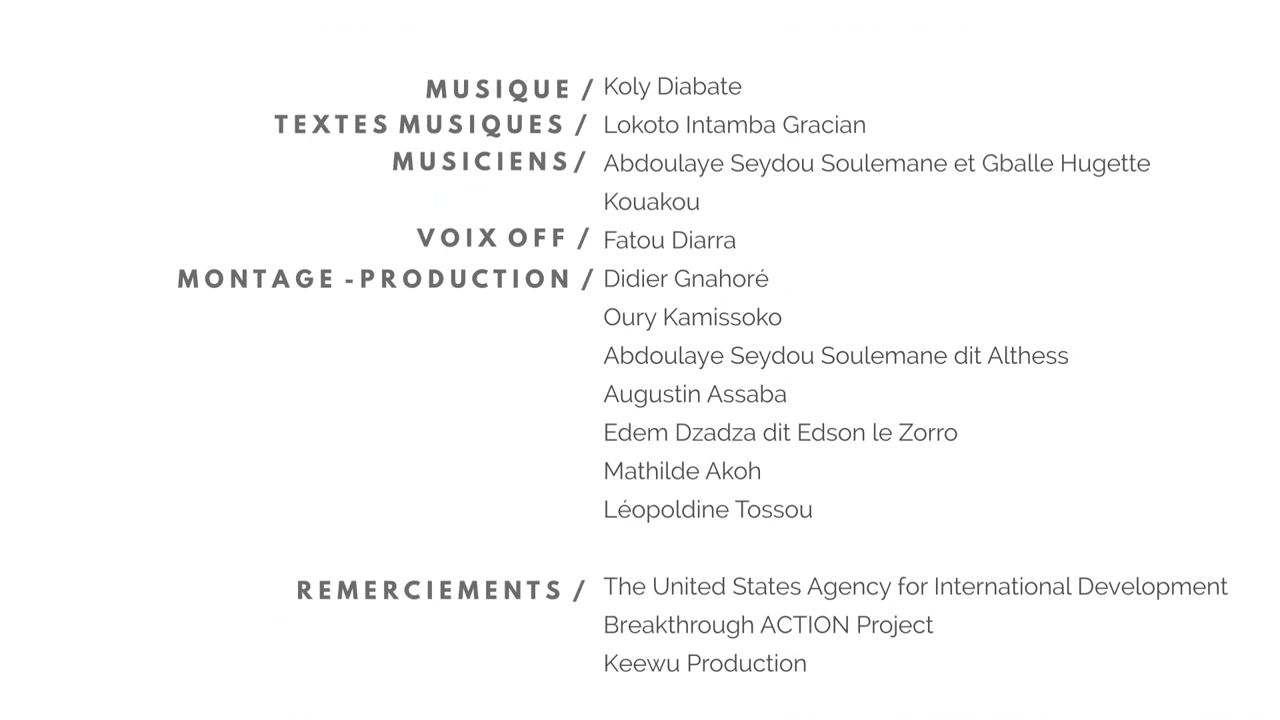 MUSIQUE / Koly Diabate
TEXTES MUSIQUES / Lokoto Intamba Gracian
MUSICIENS / Abdoulaye Seydou Soulemane et Gballe Hugette
Kouakou
VOIX OFF / Fatou Diarra
MONTAGE -PRODUCTION / Didier Gnahoré
Oury Kamissoko
Abdoulaye Seydou Soulemane dit Althess
Augustin Assaba
Edem Dzadza dit Edson le Zorro
Mathilde Akoh
Léopoldine Tossou
REMERCIEMENTS / The United States Agency for International Development
Breakthrough ACTION Project
Keewu Production